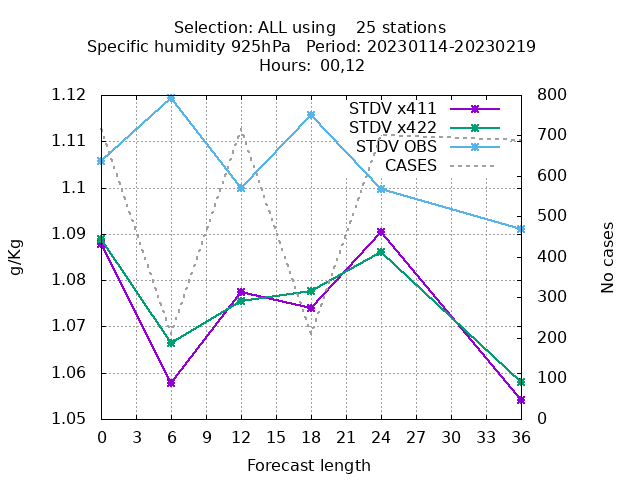 Selection: ALL using    25 stations
Specific humidity 925hPa   Period: 20230114-20230219
Hours:  00,12
STDV x411
STDV x422
STDV OBS
CASES
1.12
1.11
1.1
1.09
1.08
1.07
1.06
1.05
g/Kg
800
700
600
500
400
300
200
100
0
No cases
0 3 6 9 12 15 18 21 24 27 30 33 36
Forecast length